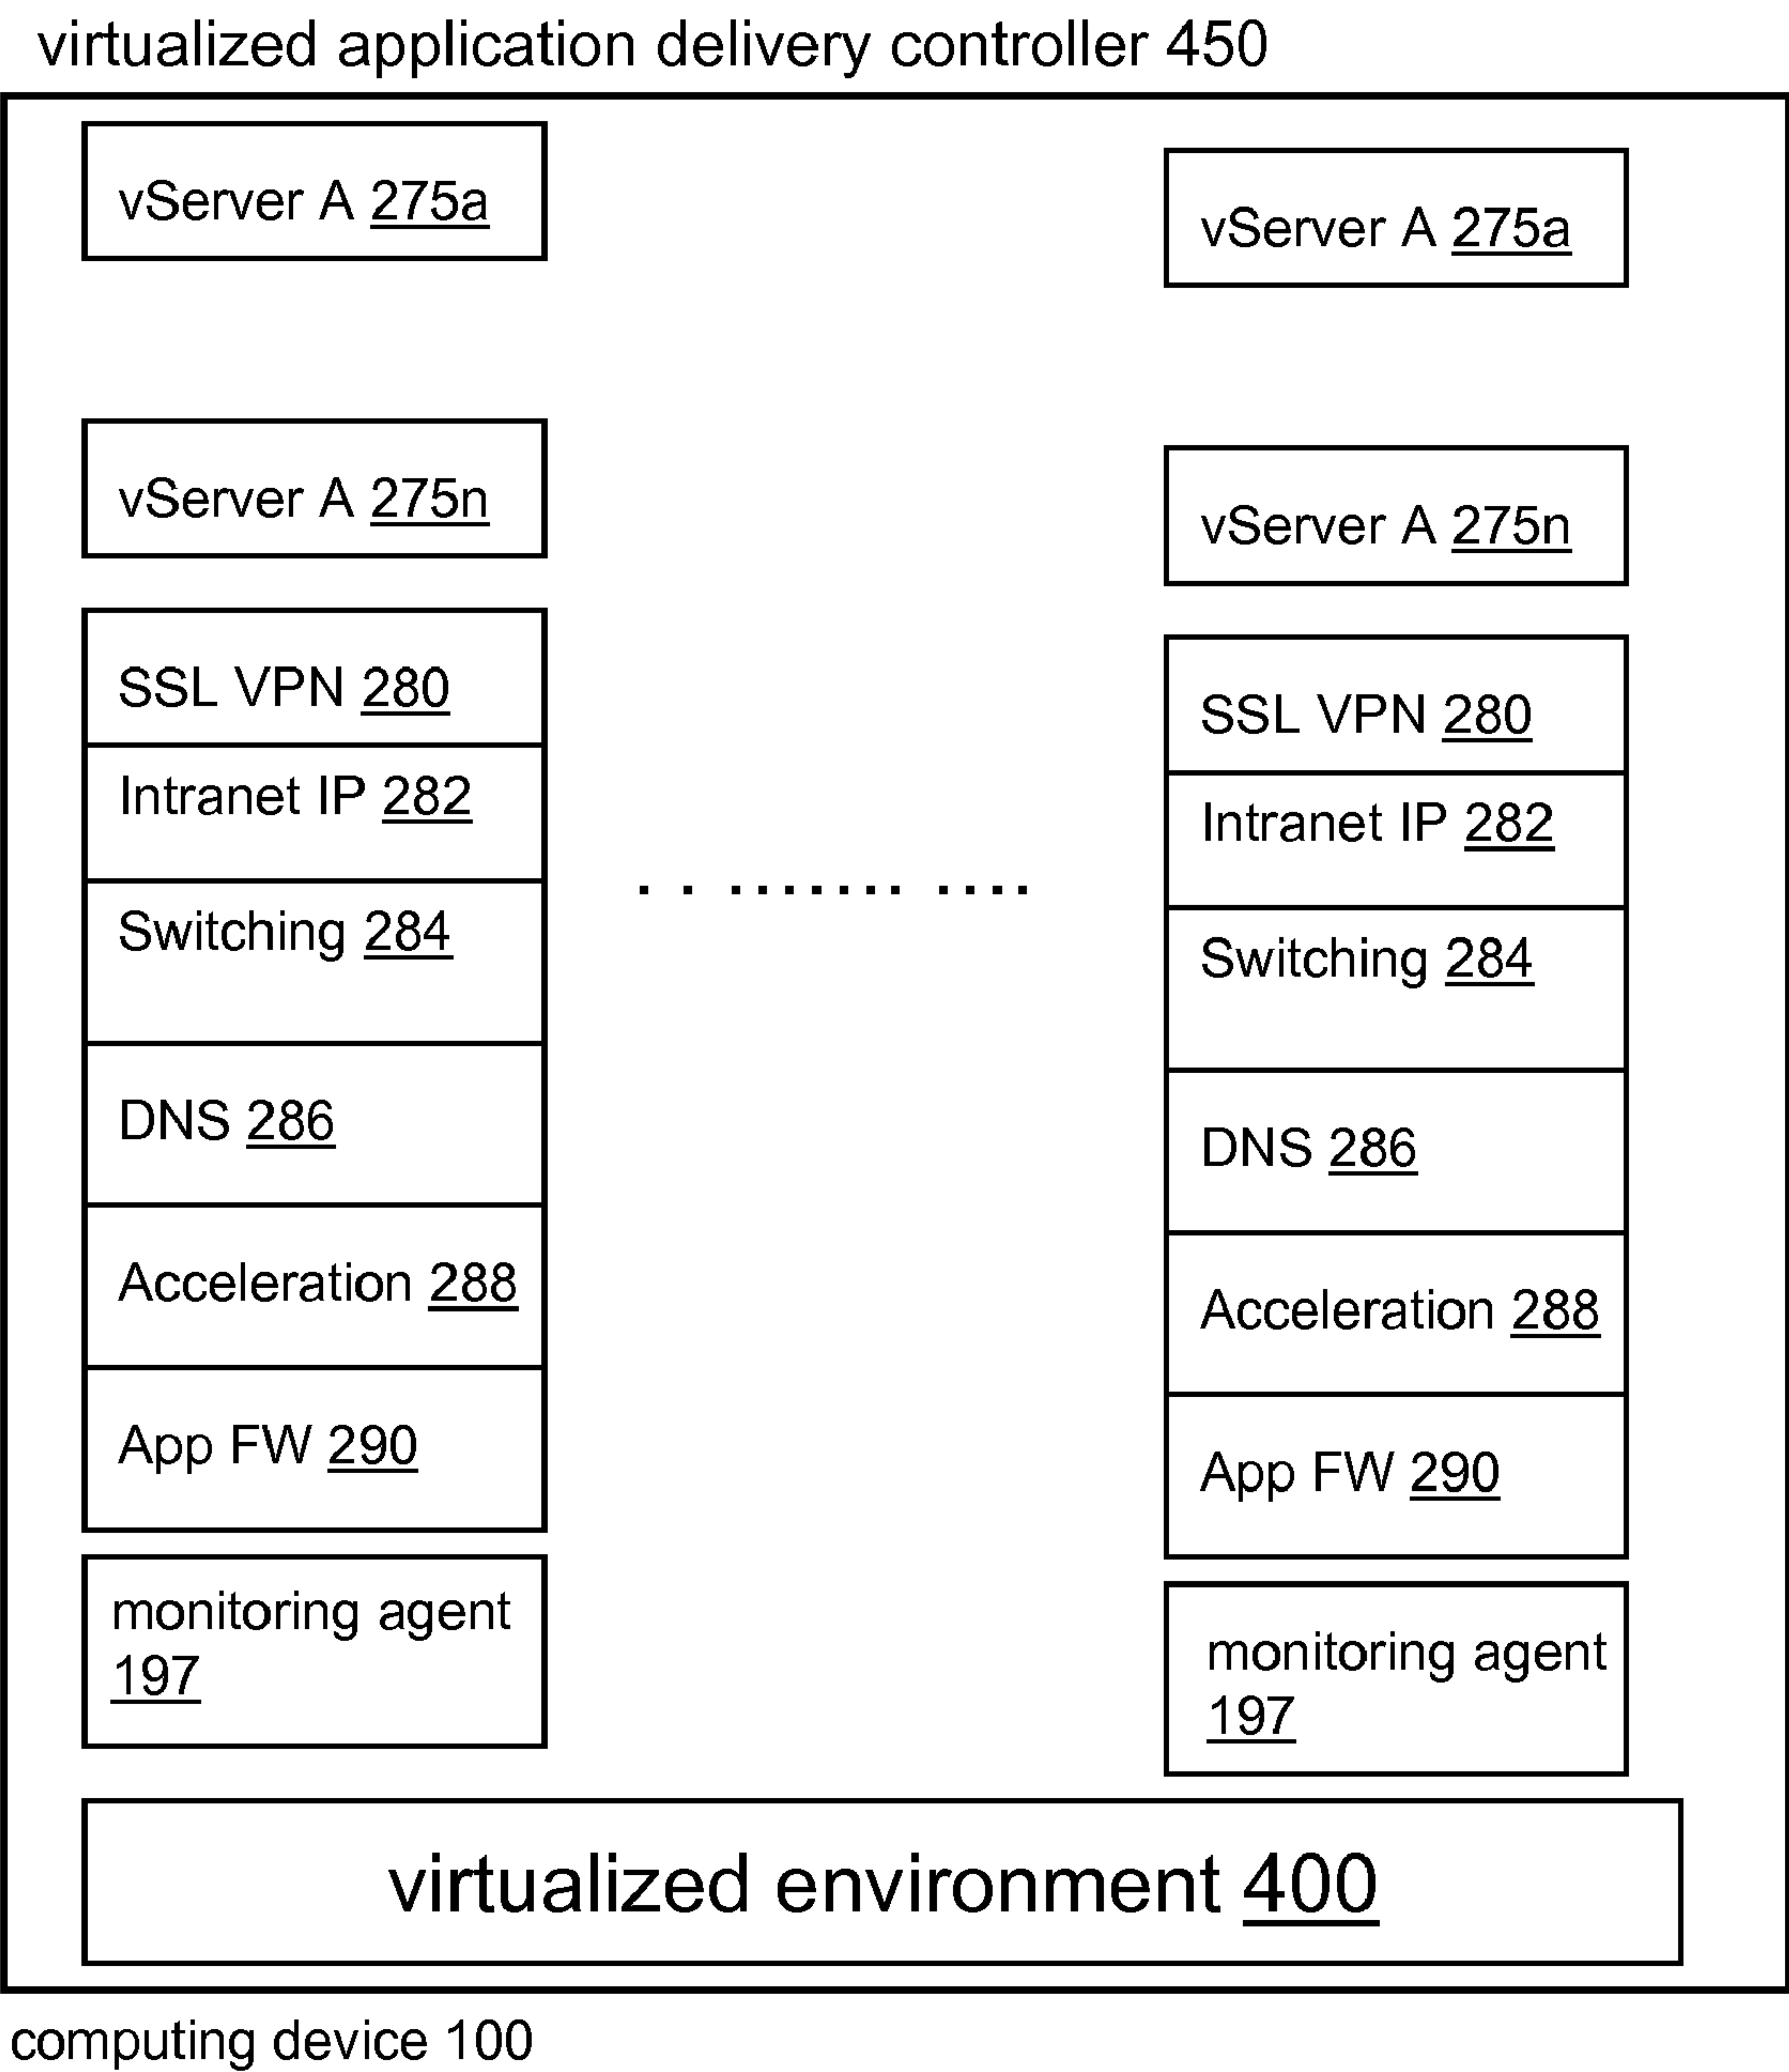 virtualized application delivery controller 450
vServer A 275a
vServer A 275n
SSL VPN 280
Intranet IP 282
Switching 284
DNS 286
Acceleration 288
App FW 290
monitoring agent
197
vServer A 275a
vServer A 275n
SSL VPN 280
Intranet IP 282
Switching 284
DNS 286
Acceleration 288
App FW 290
monitoring agent
197
virtualized environment 400
computing device 100